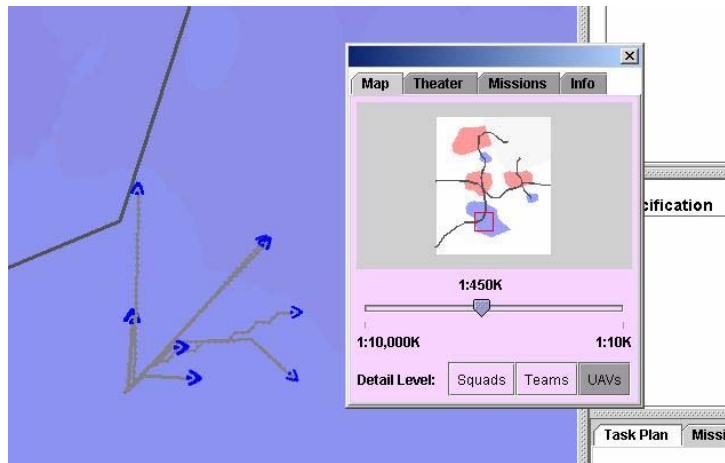 Map Theater Missions Info
cification
1:450K
1:10,000K 1:10K
Detail Level: Squads Teams UAVs
Task Plan Missi